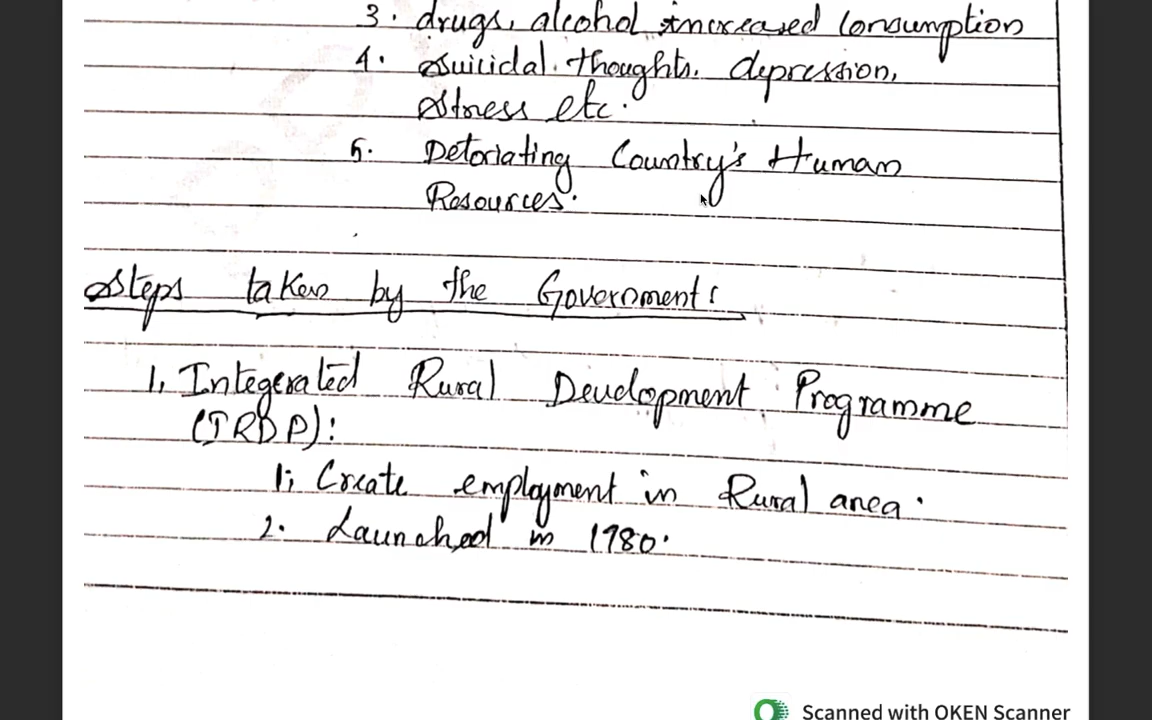 3. drugs, alcohol increased consumption
4. Suicidal thoughts, depression,
Stress etc.
5. Detoriating Country's Human
Resources.
Steps taken by the Government:
1. Integerated Rural Development Programme
(IRDP):
1; Create employment in Rural area.
2. Launched in 1980.
Scanned with OKEN Scanner